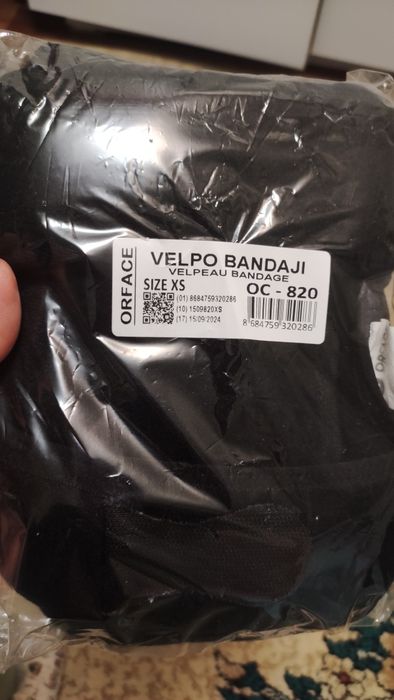 ORFACE
VELPO BANDAJI
VELPEAU BANDAGE
SIZE XS
OC - 820
(01) 8684759320286
(10) 1509820XS
(17) 15/09/2024
8 684759 320286